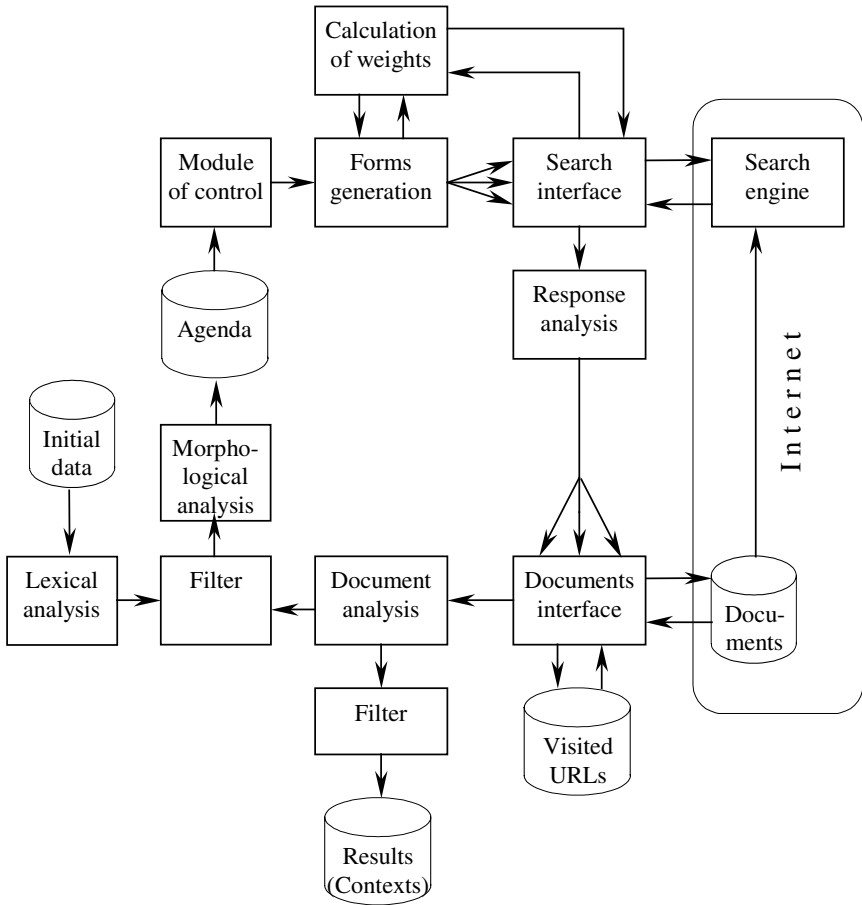 Calculation
of weights
Module
of control
Forms
generation
Search
interface
Search
engine
Agenda
Response
analysis
Internet
Initial
data
Morpho-
logical
analysis
Lexical
analysis
Filter
Document
analysis
Documents
interface
Docu-
ments
Filter
Visited
URLs
Results
(Contexts)